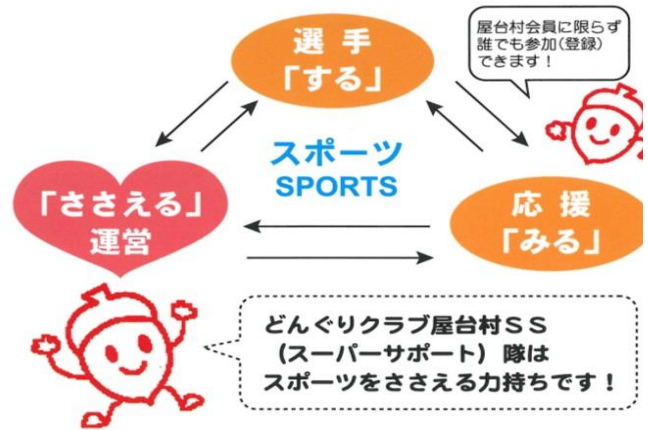 選手
「する」
屋台村会員に限らず
誰でも参加(登録)
できます！
スポーツ
SPORTS
「ささえる」
運営
応援
「みる」
どんぐりクラブ屋台村ＳＳ
（スーパーサポート）隊は
スポーツをささえる力持ちです！